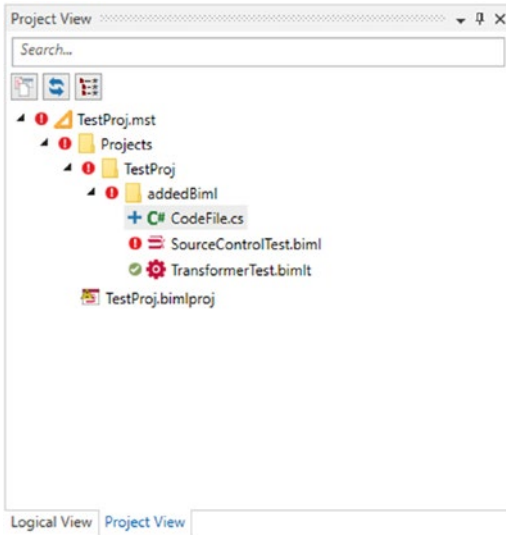 Project View
Search...
TestProj.mst
Projects
TestProj
addedBiml
C# CodeFile.cs
SourceControlTest.biml
TransformerTest.bimlt
TestProj.bimlproj
Logical View Project View